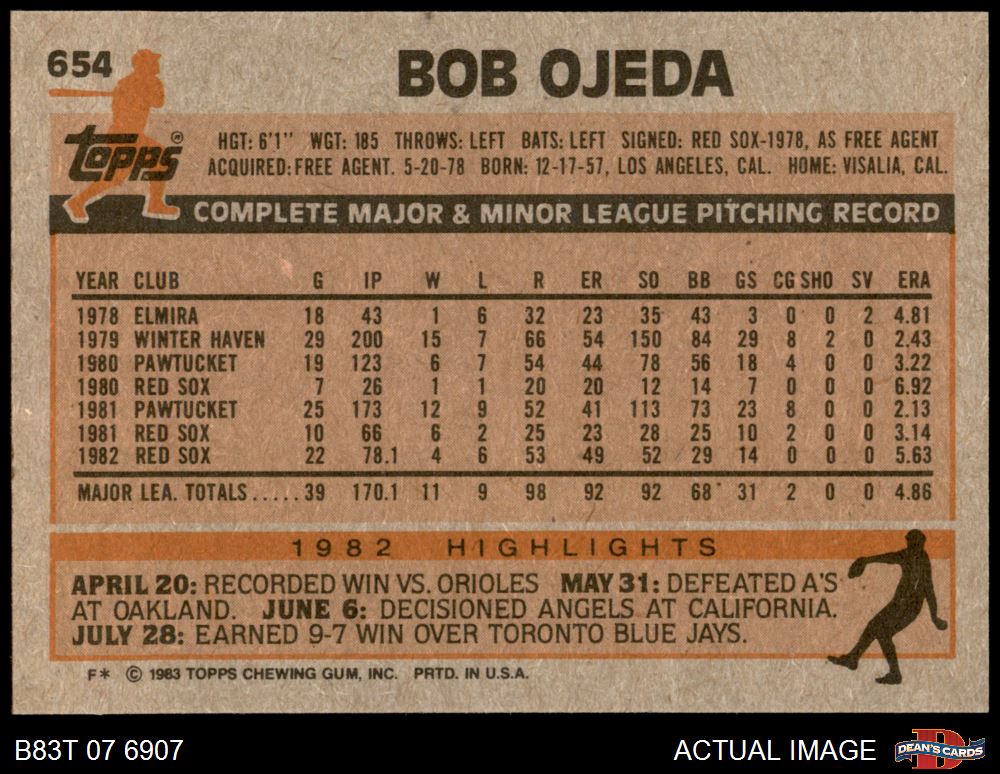 654
BOB OJEDA
topps®
HGT: 6'1'' WGT: 185 THROWS: LEFT BATS: LEFT SIGNED: RED SOX-1978, AS FREE AGENT
ACQUIRED: FREE AGENT. 5-20-78 BORN: 12-17-57, LOS ANGELES, CAL. HOME: VISALIA, CAL.
COMPLETE MAJOR & MINOR LEAGUE PITCHING RECORD
YEAR CLUB G IP W L R ER SO BB GS CG SHO SV ERA
1978 ELMIRA 18 43 1 6 32 23 35 43 3 0 0 2 4.81
1979 WINTER HAVEN 29 200 15 7 66 54 150 84 29 8 2 0 2.43
1980 PAWTUCKET 19 123 6 7 54 44 78 56 18 4 0 0 3.22
1980 RED SOX 7 26 1 1 20 20 12 14 7 0 0 0 6.92
1981 PAWTUCKET 25 173 12 9 52 41 113 73 23 8 0 0 2.13
1981 RED SOX 10 66 6 2 25 23 28 25 10 2 0 0 3.14
1982 RED SOX 22 78.1 4 6 53 49 52 29 14 0 0 0 5.63
MAJOR LEA. TOTALS..... 39 170.1 11 9 98 92 92 68 31 2 0 0 4.86
1982 HIGHLIGHTS
APRIL 20: RECORDED WIN VS. ORIOLES MAY 31: DEFEATED A'S
AT OAKLAND. JUNE 6: DECISIONED ANGELS AT CALIFORNIA.
JULY 28: EARNED 9-7 WIN OVER TORONTO BLUE JAYS.
F* © 1983 TOPPS CHEWING GUM, INC. PRTD. IN U.S.A.
B83T 07 6907
ACTUAL IMAGE
D
DEAN'S CARDS